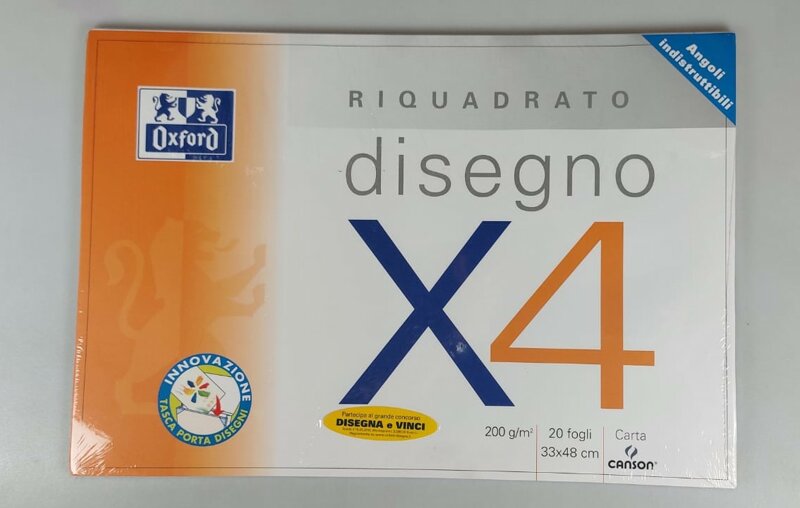 Angoli
indistruttibili
RIQUADRATO
Oxford
disegno
X4
INNOVAZIONE
TASCA PORTA DISEGNI
Partecipa al grande concorso
DISEGNA e VINCI
200 g/m²
20 fogli
33x48 cm
Carta
CANSON®